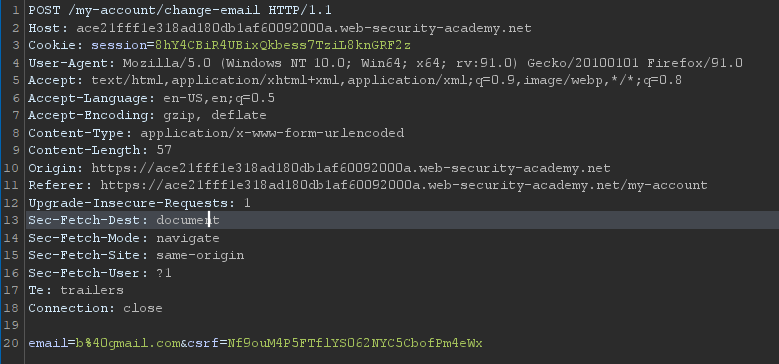 1 POST /my-account/change-email HTTP/1.1
2 Host: ace21fff1e318ad180db1af60092000a.web-security-academy.net
3 Cookie: session=8hY4CBiR4UBixQkbess7TziL8knGRF2z
4 User-Agent: Mozilla/5.0 (Windows NT 10.0; Win64; x64; rv:91.0) Gecko/20100101 Firefox/91.0
5 Accept: text/html,application/xhtml+xml,application/xml;q=0.9,image/webp,*/*;q=0.8
6 Accept-Language: en-US,en;q=0.5
7 Accept-Encoding: gzip, deflate
8 Content-Type: application/x-www-form-urlencoded
9 Content-Length: 57
10 Origin: https://ace21fff1e318ad180db1af60092000a.web-security-academy.net
11 Referer: https://ace21fff1e318ad180db1af60092000a.web-security-academy.net/my-account
12 Upgrade-Insecure-Requests: 1
13 Sec-Fetch-Dest: document
14 Sec-Fetch-Mode: navigate
15 Sec-Fetch-Site: same-origin
16 Sec-Fetch-User: ?1
17 Te: trailers
18 Connection: close
19
20 email=b%40gmail.com&csrf=Nf9ouM4P5FTflYSO62NYC5CbofPm4eWx